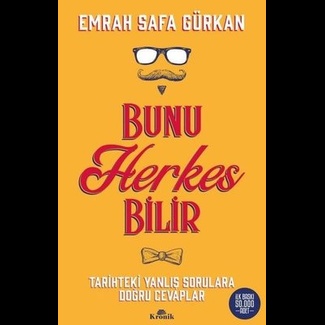 EMRAH SAFA GÜRKAN
BUNU
Herkes
BİLİR
TARİHTEKİ YANLIŞ SORULARA
DOĞRU CEVAPLAR
İLK BASKI
50.000
ADET
Kronik